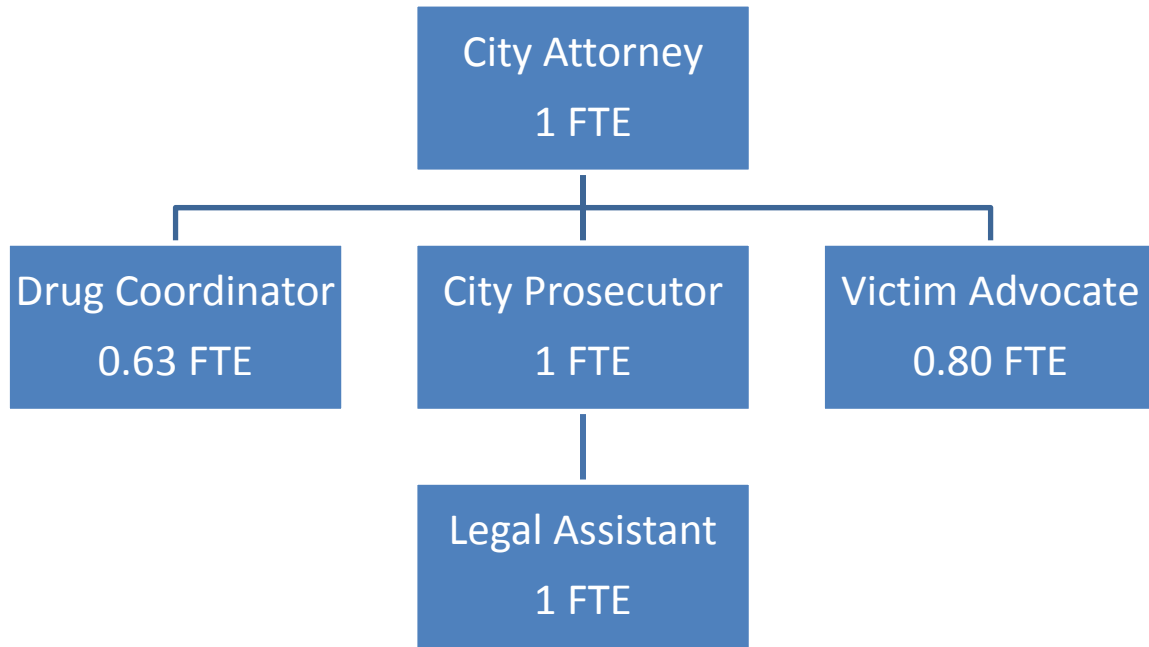 City Attorney
1 FTE
Drug Coordinator
0.63 FTE
City Prosecutor
1 FTE
Victim Advocate
0.80 FTE
Legal Assistant
1 FTE